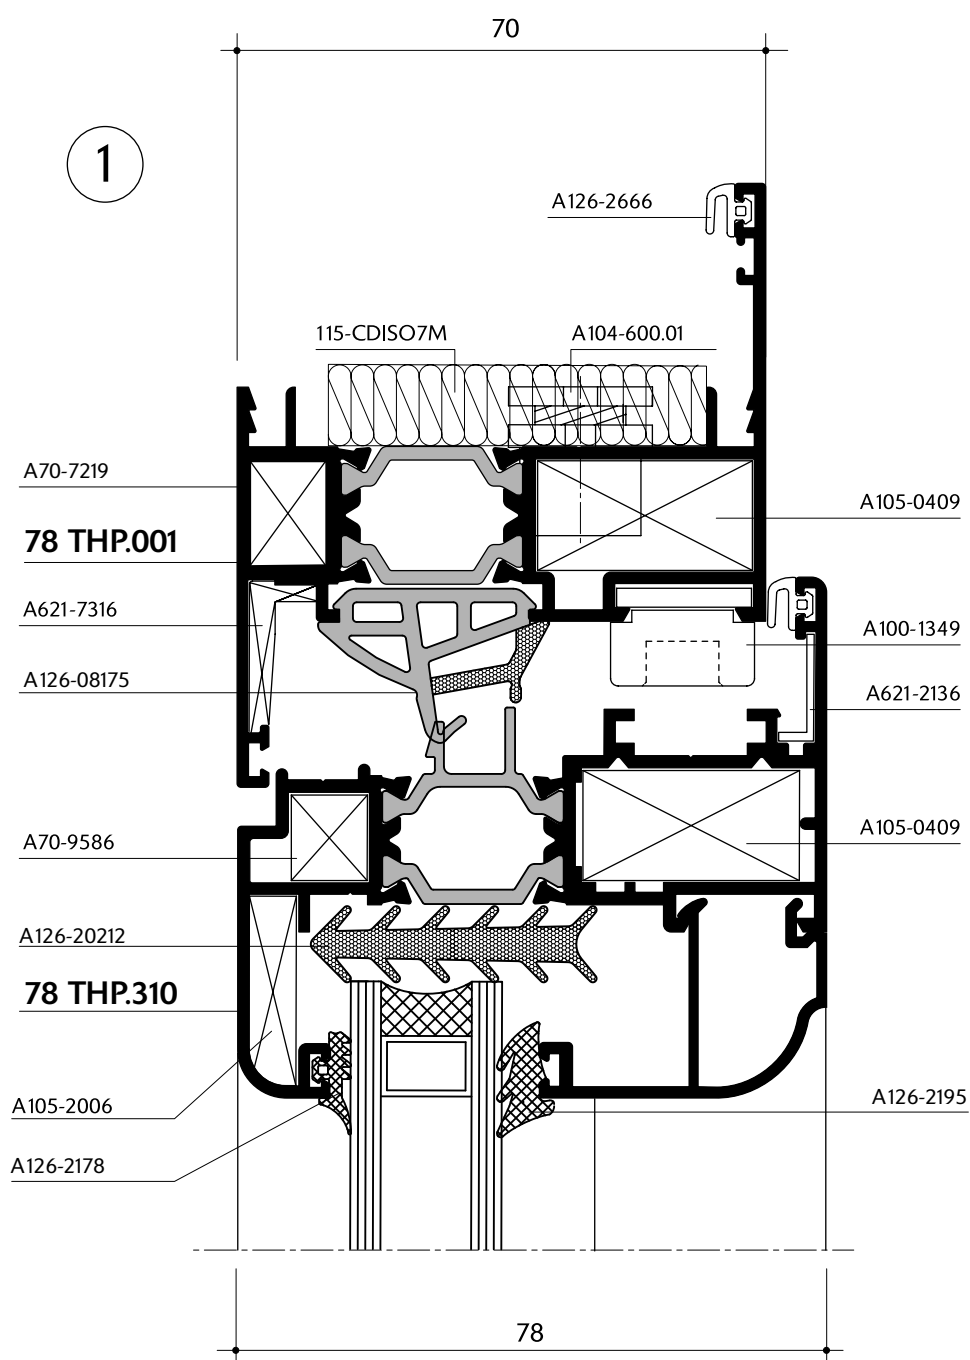 70
1
A126-2666
115-CDISO7M
A104-600.01
A70-7219
A105-0409
78 THP.001
A621-7316
A100-1349
A126-08175
A621-2136
A70-9586
A105-0409
A126-20212
78 THP.310
A105-2006
A126-2195
A126-2178
78